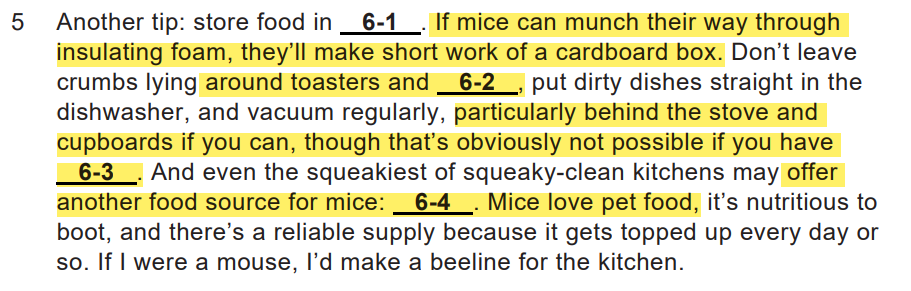 5 Another tip: store food in 6-1. If mice can munch their way through
insulating foam, they’ll make short work of a cardboard box. Don’t leave
crumbs lying around toasters and 6-2, put dirty dishes straight in the
dishwasher, and vacuum regularly, particularly behind the stove and
cupboards if you can, though that’s obviously not possible if you have
6-3. And even the squeakiest of squeaky-clean kitchens may offer
another food source for mice: 6-4. Mice love pet food, it’s nutritious to
boot, and there’s a reliable supply because it gets topped up every day or
so. If I were a mouse, I’d make a beeline for the kitchen.